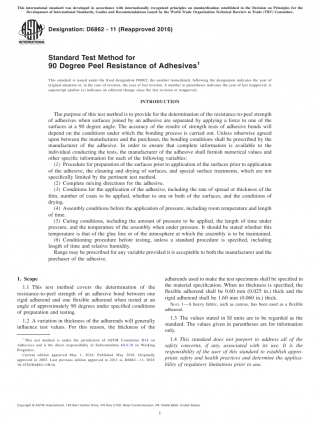 This international standard was developed in accordance with internationally recognized principles on standardization established in the Decision on Principles for the
Development of International Standards, Guides and Recommendations issued by the World Trade Organization Technical Barriers to Trade (TBT) Committee.
INTERNATIONAL
Designation: D6862 − 11 (Reapproved 2016)
Standard Test Method for
90 Degree Peel Resistance of Adhesives1
This standard is issued under the fixed designation D6862; the number immediately following the designation indicates the year of
original adoption or, in the case of revision, the year of last revision. A number in parentheses indicates the year of last reapproval. A
superscript epsilon (ε) indicates an editorial change since the last revision or reapproval.
INTRODUCTION
The purpose of this test method is to provide for the determination of the resistance-to-peel strength
of adhesives when surfaces joined by an adhesive are separated by applying a force to one of the
surfaces at a 90 degree angle. The accuracy of the results of strength tests of adhesive bonds will
depend on the conditions under which the bonding process is carried out. Unless otherwise agreed
upon between the manufacturer and the purchaser, the bonding conditions shall be prescribed by the
manufacturer of the adhesive. In order to ensure that complete information is available to the
individual conducting the tests, the manufacturer of the adhesive shall furnish numerical values and
other specific information for each of the following variables:
(1) Procedure for preparation of the surfaces prior to application of the surfaces prior to application
of the adhesive, the cleaning and drying of surfaces, and special surface treatments, which are not
specifically limited by the pertinent test method.
(2) Complete mixing directions for the adhesive.
(3) Conditions for the application of the adhesive, including the rate of spread or thickness of the
film, number of coats to be applied, whether to one or both of the surfaces, and the conditions of
drying.
(4) Assembly conditions before the application of pressure, including room temperature and length
of time.
(5) Curing conditions, including the amount of pressure to be applied, the length of time under
pressure, and the temperature of the assembly when under pressure. It should be stated whether this
temperature is that of the glue line or of the atmosphere at which the assembly is to be maintained.
(6) Conditioning procedure before testing, unless a standard procedure is specified, including
length of time and relative humidity.
Range may be prescribed for any variable provided it is acceptable to both the manufacturer and the
purchaser of the adhesive.
1. Scope
1.1 This test method covers the determination of the
resistance-to-peel strength of an adhesive bond between one
rigid adherend and one flexible adherend when tested at an
angle of approximately 90 degrees under specified conditions
of preparation and testing.
1.2 A variation in thickness of the adherends will generally
influence test values. For this reason, the thickness of the
1 This test method is under the jurisdiction of ASTM Committee D14 on
Adhesives and is the direct responsibility of Subcommittee D14.10 on Working
Properties.
Current edition approved May 1, 2016. Published May 2016. Originally
approved in 2003. Last previous edition approved in 2011 as D6862 – 11. DOI:
10.1520/D6862-11R16.
adherends used to make the test specimens shall be specified in
the material specification. When no thickness is specified, the
flexible adherend shall be 0.60 mm (0.025 in.) thick and the
rigid adherend shall be 1.60 mm (0.060 in.) thick.
NOTE 1—A heavy fabric, such as canvas, has been used as a flexible
adherend.
1.3 The values stated in SI units are to be regarded as the
standard. The values given in parentheses are for information
only.
1.4 This standard does not purport to address all of the
safety concerns, if any, associated with its use. It is the
responsibility of the user of this standard to establish appro-
priate safety and health practices and determine the applica-
bility of regulatory limitations prior to use.
Copyright © ASTM International, 100 Barr Harbor Drive, PO Box C700, West Conshohocken, PA 19428-2959. United States
1